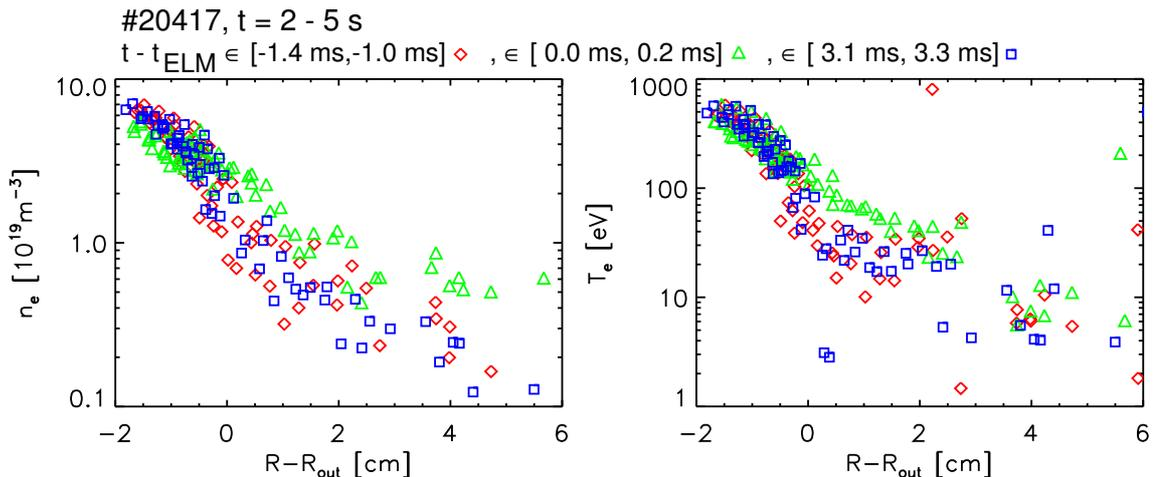 #20417, t = 2 - 5 s
t - tELM ∈ [-1.4 ms,-1.0 ms] ◇ , ∈ [ 0.0 ms, 0.2 ms] △ , ∈ [ 3.1 ms, 3.3 ms] □
10.0
1.0
0.1
ne [10^19 m^-3]
-2 0 2 4 6
R-Rout [cm]
1000
100
10
1
Te [eV]
-2 0 2 4 6
R-Rout [cm]